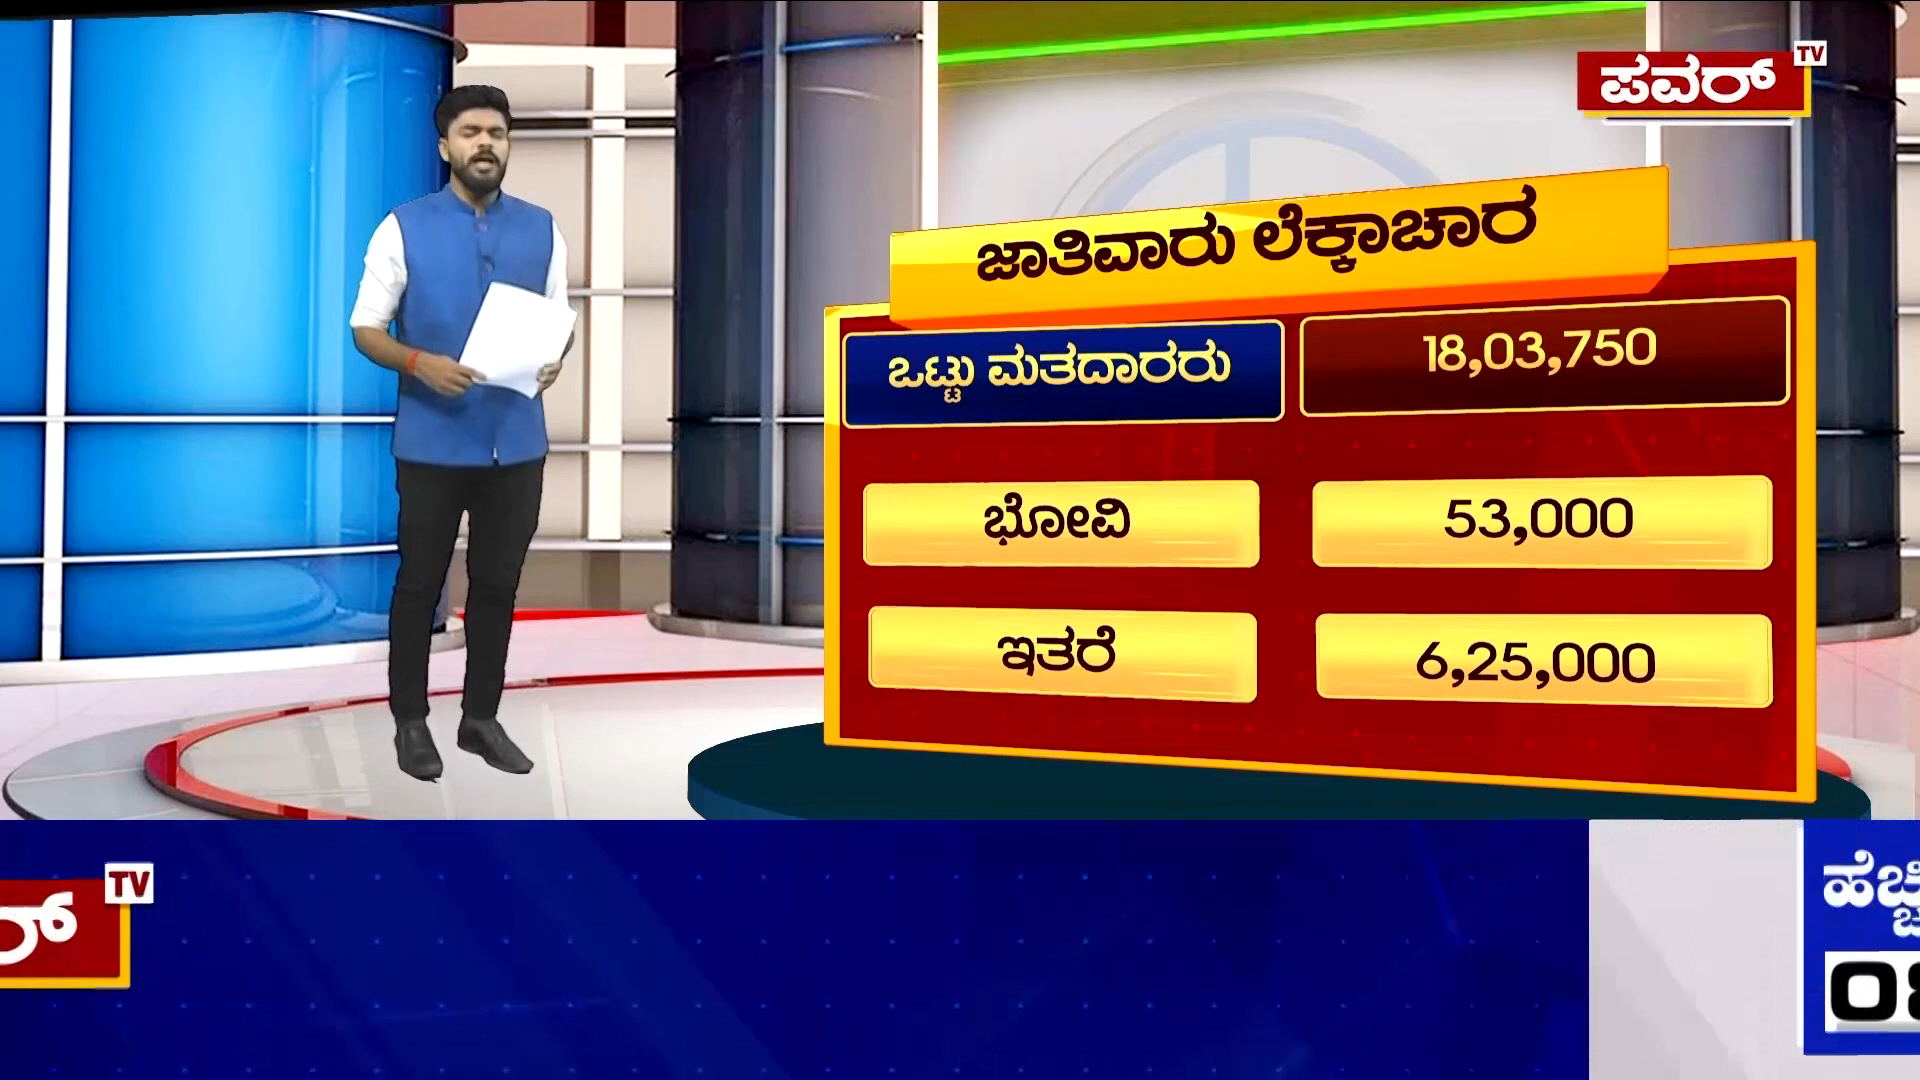 ಪವರ್ TV
ಜಾತಿವಾರು ಲೆಕ್ಕಾಚಾರ
ಒಟ್ಟು ಮತದಾರರು 18,03,750
ಭೋವಿ 53,000
ಇತರೆ 6,25,000
ರ್ TV